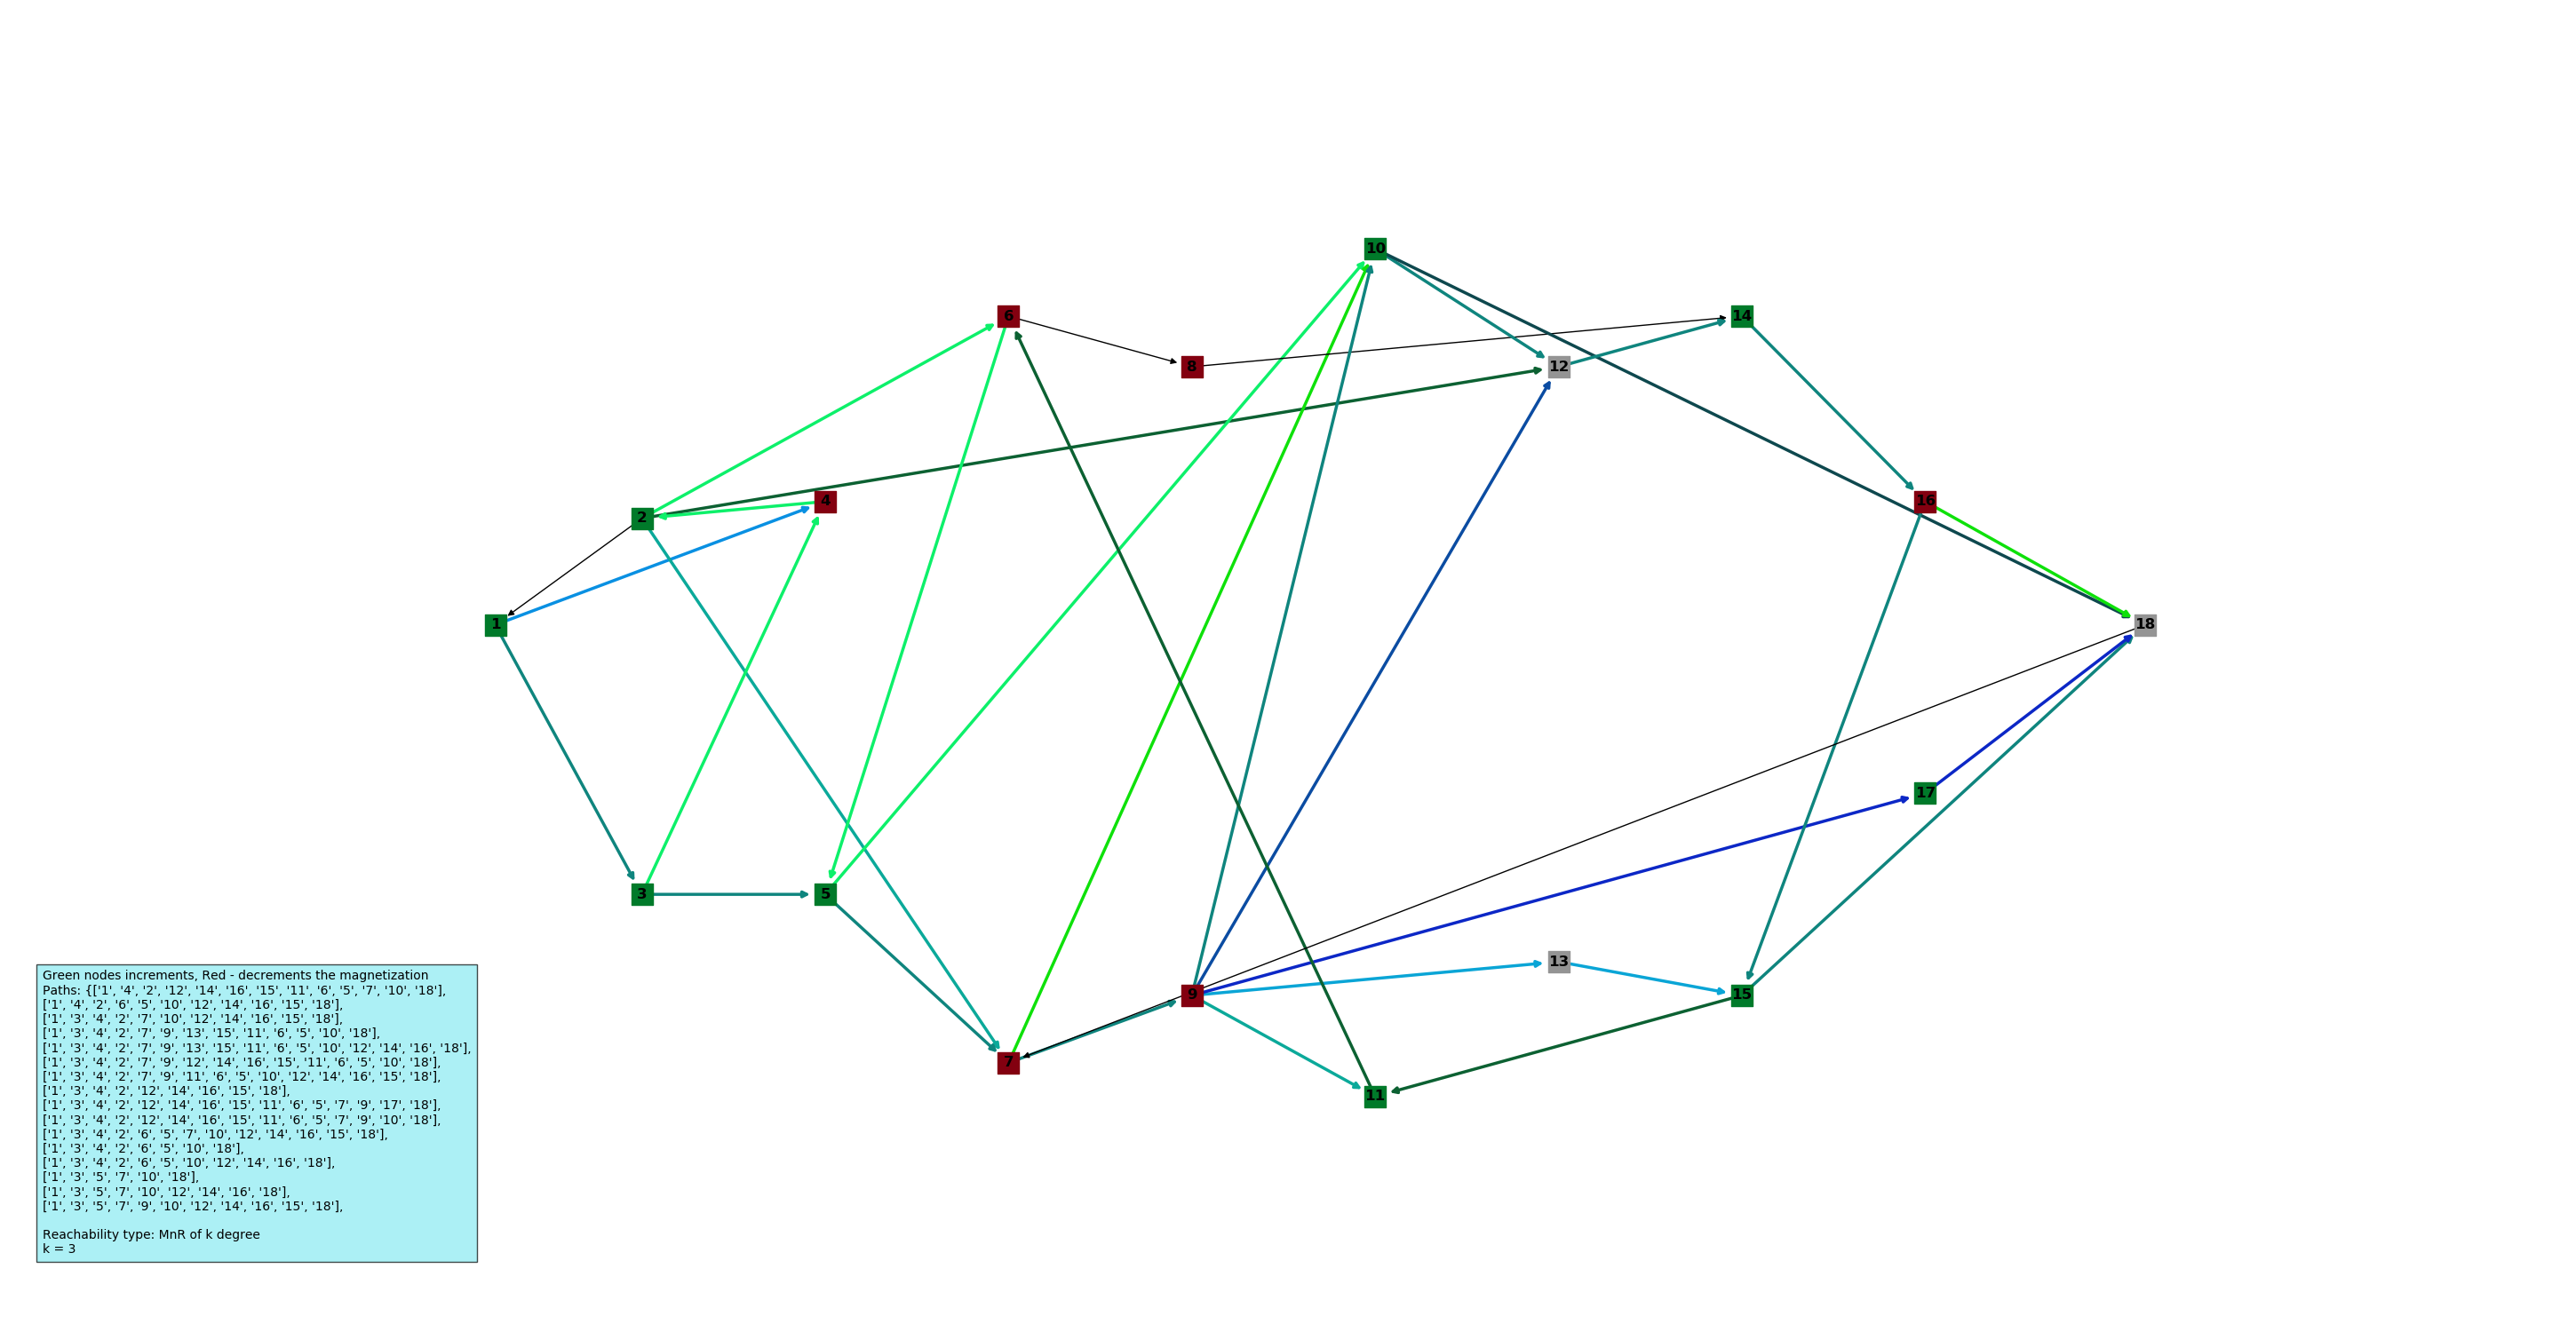 10
6
14
8
12
4
16
2
1
18
17
3
5
13
9
15
7
11
Green nodes increments, Red - decrements the magnetization
Paths: {['1', '4', '2', '12', '14', '16', '15', '11', '6', '5', '7', '10', '18'],
['1', '4', '2', '6', '5', '10', '12', '14', '16', '15', '18'],
['1', '3', '4', '2', '7', '10', '12', '14', '16', '15', '18'],
['1', '3', '4', '2', '7', '9', '13', '15', '11', '6', '5', '10', '18'],
['1', '3', '4', '2', '7', '9', '13', '15', '11', '6', '5', '10', '12', '14', '16', '18'],
['1', '3', '4', '2', '7', '9', '12', '14', '16', '15', '11', '6', '5', '10', '18'],
['1', '3', '4', '2', '7', '9', '11', '6', '5', '10', '12', '14', '16', '15', '18'],
['1', '3', '4', '2', '12', '14', '16', '15', '18'],
['1', '3', '4', '2', '12', '14', '16', '15', '11', '6', '5', '7', '9', '17', '18'],
['1', '3', '4', '2', '12', '14', '16', '15', '11', '6', '5', '7', '9', '10', '18'],
['1', '3', '4', '2', '6', '5', '7', '10', '12', '14', '16', '15', '18'],
['1', '3', '4', '2', '6', '5', '10', '18'],
['1', '3', '4', '2', '6', '5', '10', '12', '14', '16', '18'],
['1', '3', '5', '7', '10', '18'],
['1', '3', '5', '7', '10', '12', '14', '16', '18'],
['1', '3', '5', '7', '9', '10', '12', '14', '16', '15', '18'],
Reachability type: MnR of k degree
k = 3